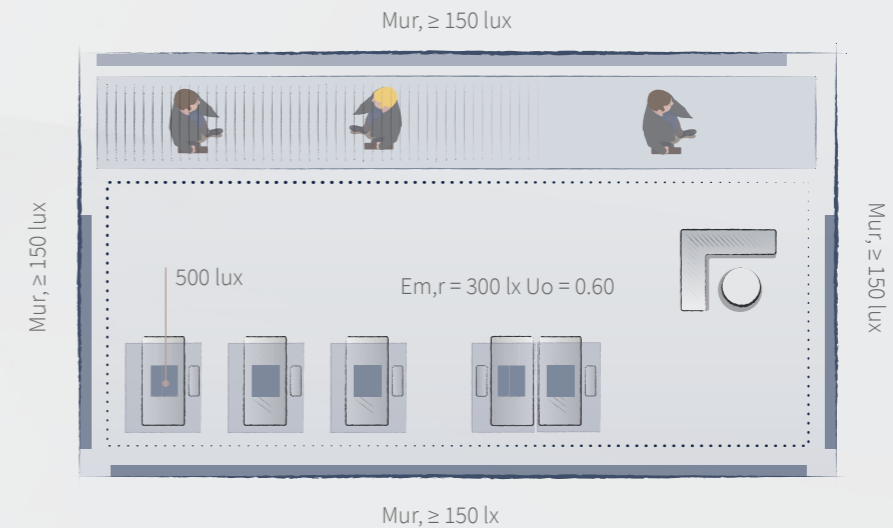 Mur, ≥ 150 lux
Mur, ≥ 150 lux
Mur, ≥ 150 lux
500 lux
Em,r = 300 lx Uo = 0.60
Mur, ≥ 150 lx